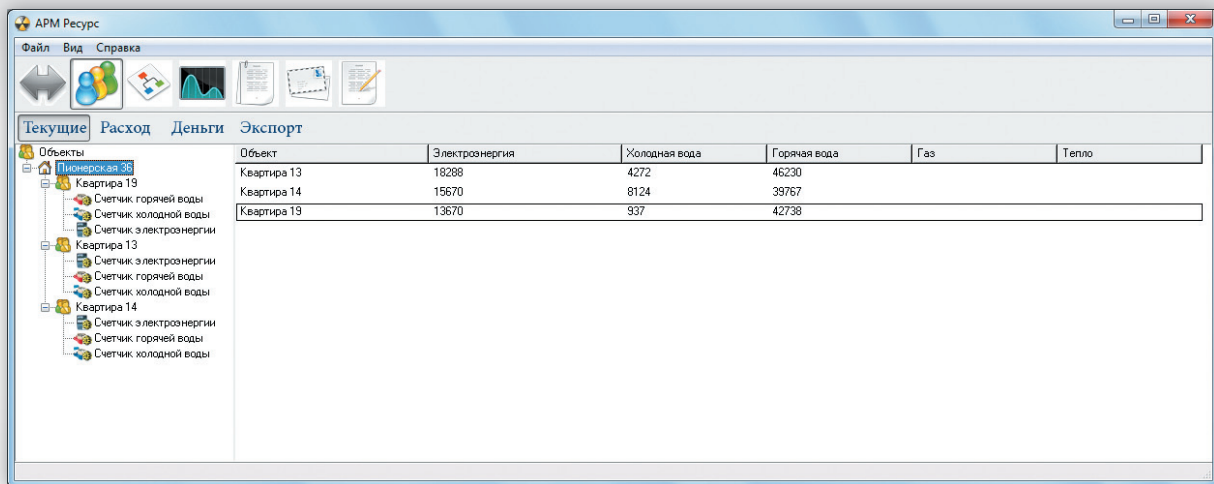 АРМ Ресурс
Файл Вид Справка
Текущие Расход Деньги Экспорт
Объекты
Пионерская 36
Квартира 19
Счетчик горячей воды
Счетчик холодной воды
Счетчик электроэнергии
Квартира 13
Счетчик электроэнергии
Счетчик горячей воды
Счетчик холодной воды
Квартира 14
Счетчик электроэнергии
Счетчик горячей воды
Счетчик холодной воды
Объект Электроэнергия Холодная вода Горячая вода Газ Тепло
Квартира 13 18288 4272 46230
Квартира 14 15670 8124 39767
Квартира 19 13670 937 42738